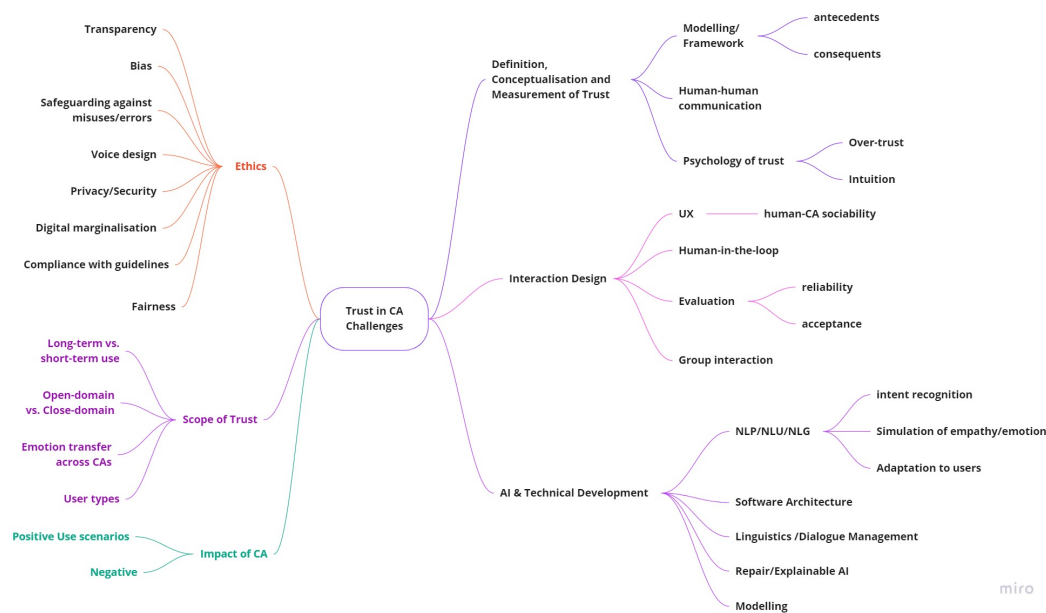 Trust in CA
Challenges
Ethics
Transparency
Bias
Safeguarding against
misuses/errors
Voice design
Privacy/Security
Digital marginalisation
Compliance with guidelines
Fairness
Scope of Trust
Long-term vs.
short-term use
Open-domain
vs. Close-domain
Emotion transfer
across CAs
User types
Impact of CA
Positive Use scenarios
Negative
Definition,
Conceptualisation and
Measurement of Trust
Modelling/
Framework
antecedents
consequents
Human-human
communication
Psychology of trust
Over-trust
Intuition
Interaction Design
UX
human-CA sociability
Human-in-the-loop
Evaluation
reliability
acceptance
Group interaction
AI & Technical Development
NLP/NLU/NLG
intent recognition
Simulation of empathy/emotion
Adaptation to users
Software Architecture
Linguistics /Dialogue Management
Repair/Explainable AI
Modelling
miro